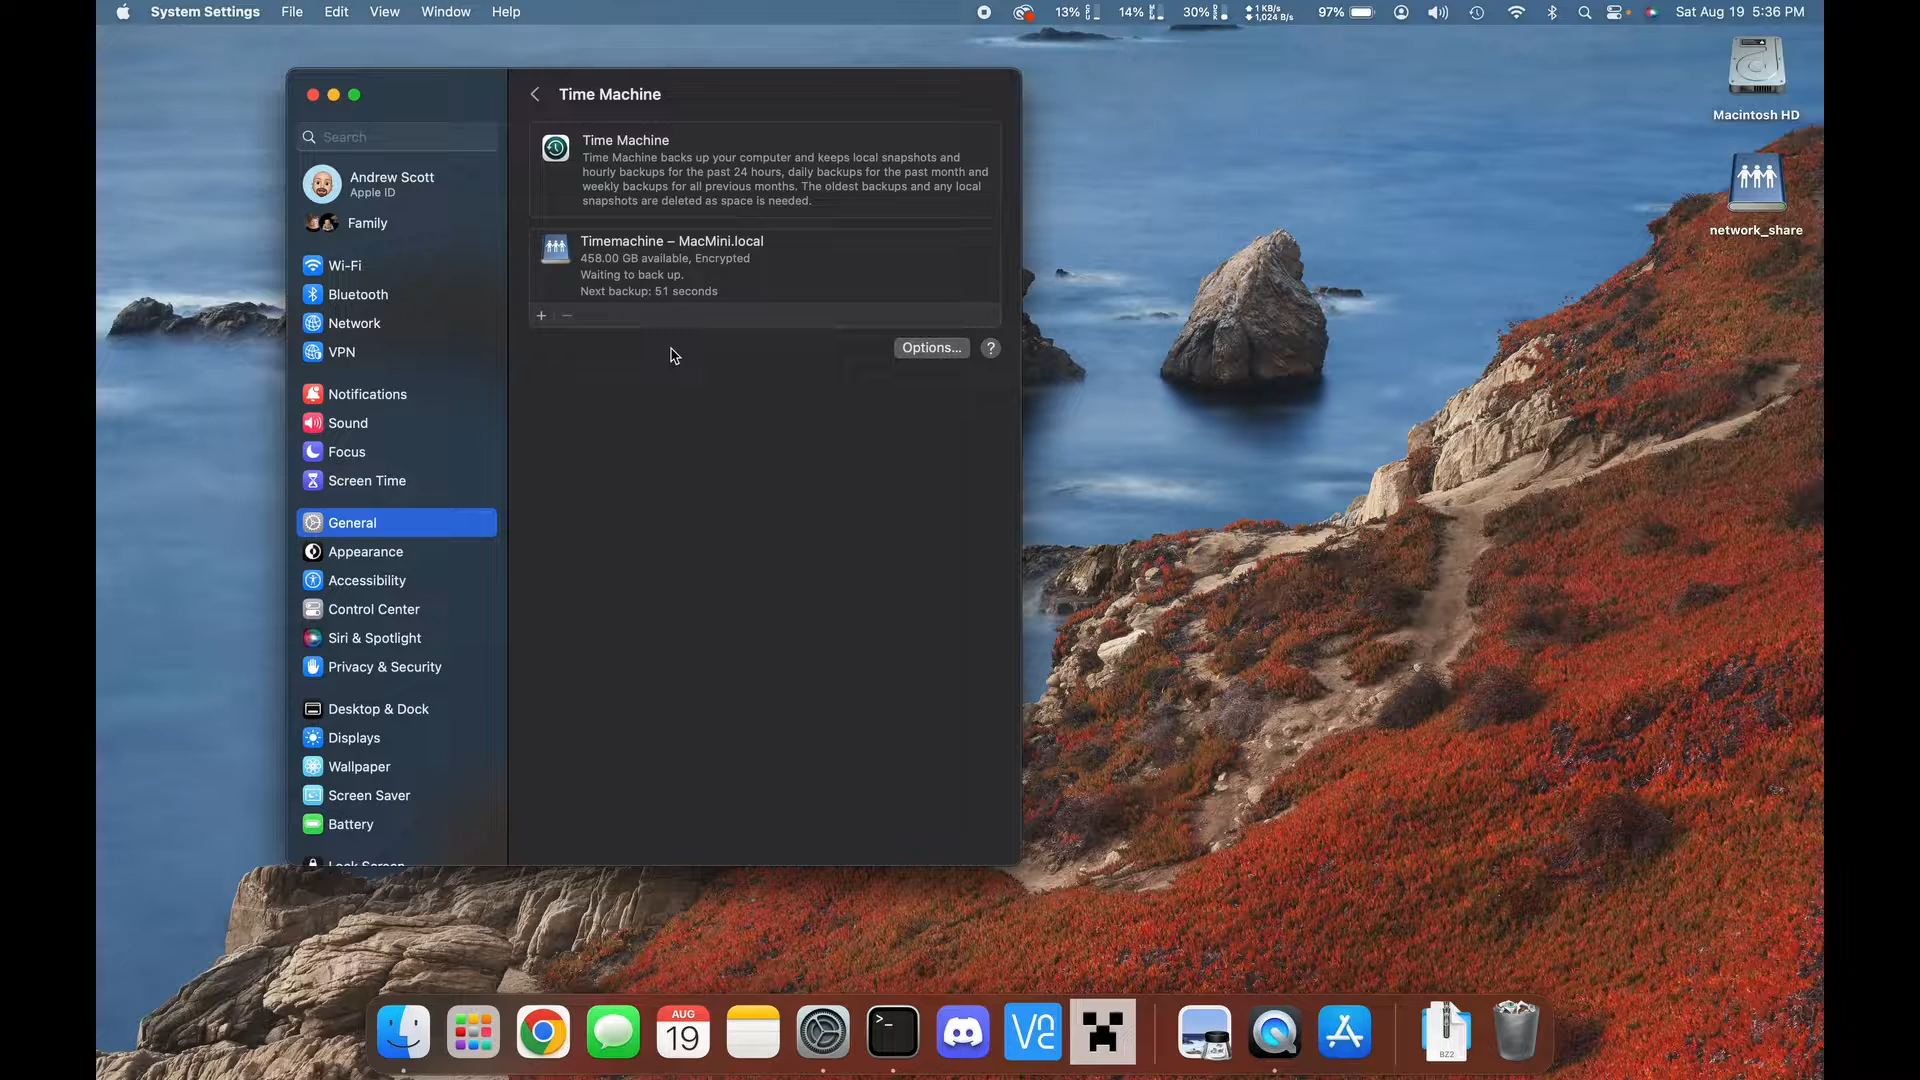 System Settings File Edit View Window Help
13% 14% 30% 1 KB/s 1,024 B/s 97% Sat Aug 19 5:36 PM
Macintosh HD
network_share
Search
Andrew Scott
Apple ID
Family
Wi-Fi
Bluetooth
Network
VPN
Notifications
Sound
Focus
Screen Time
General
Appearance
Accessibility
Control Center
Siri & Spotlight
Privacy & Security
Desktop & Dock
Displays
Wallpaper
Screen Saver
Battery
Lock Screen
Time Machine
Time Machine
Time Machine backs up your computer and keeps local snapshots and
hourly backups for the past 24 hours, daily backups for the past month and
weekly backups for all previous months. The oldest backups and any local
snapshots are deleted as space is needed.
Timemachine – MacMini.local
458.00 GB available, Encrypted
Waiting to back up.
Next backup: 51 seconds
+ −
Options... ?
AUG
19
>_
BZ2